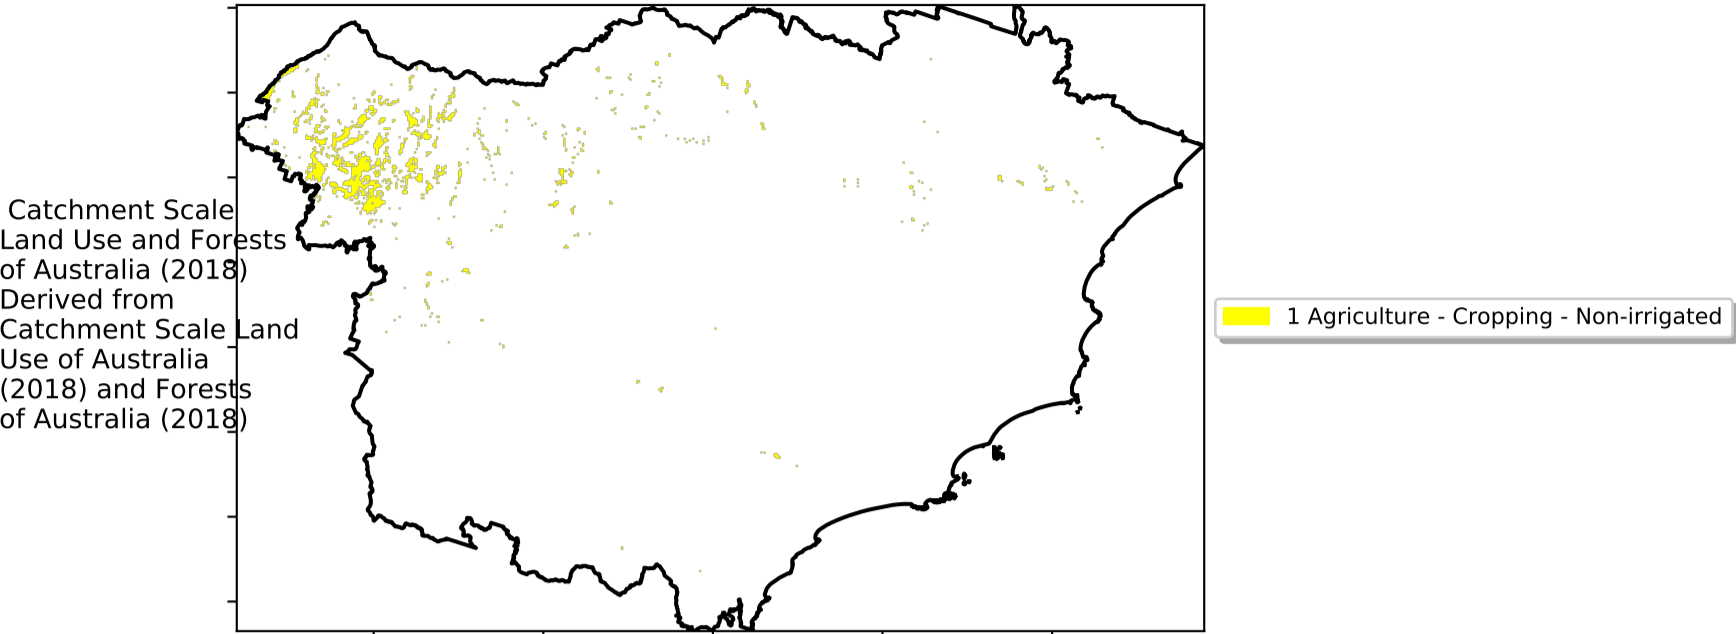 Catchment Scale
Land Use and Forests
of Australia (2018)
Derived from
Catchment Scale Land
Use of Australia
(2018) and Forests
of Australia (2018)
1 Agriculture - Cropping - Non-irrigated